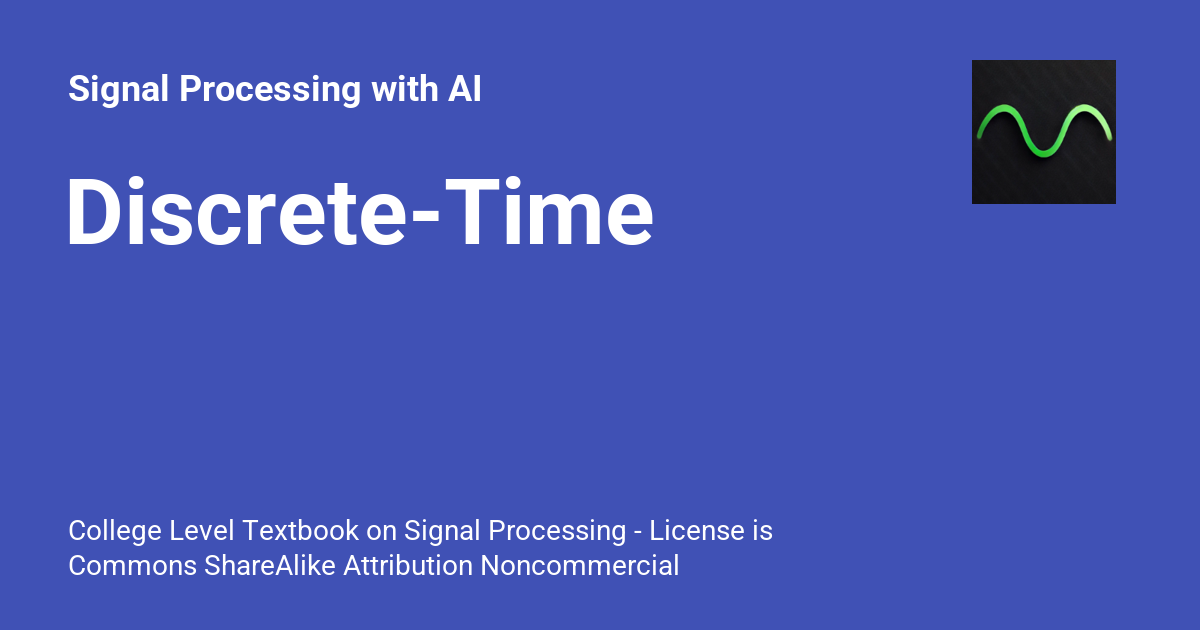 Signal Processing with AI
Discrete-Time
College Level Textbook on Signal Processing - License is
Commons ShareAlike Attribution Noncommercial